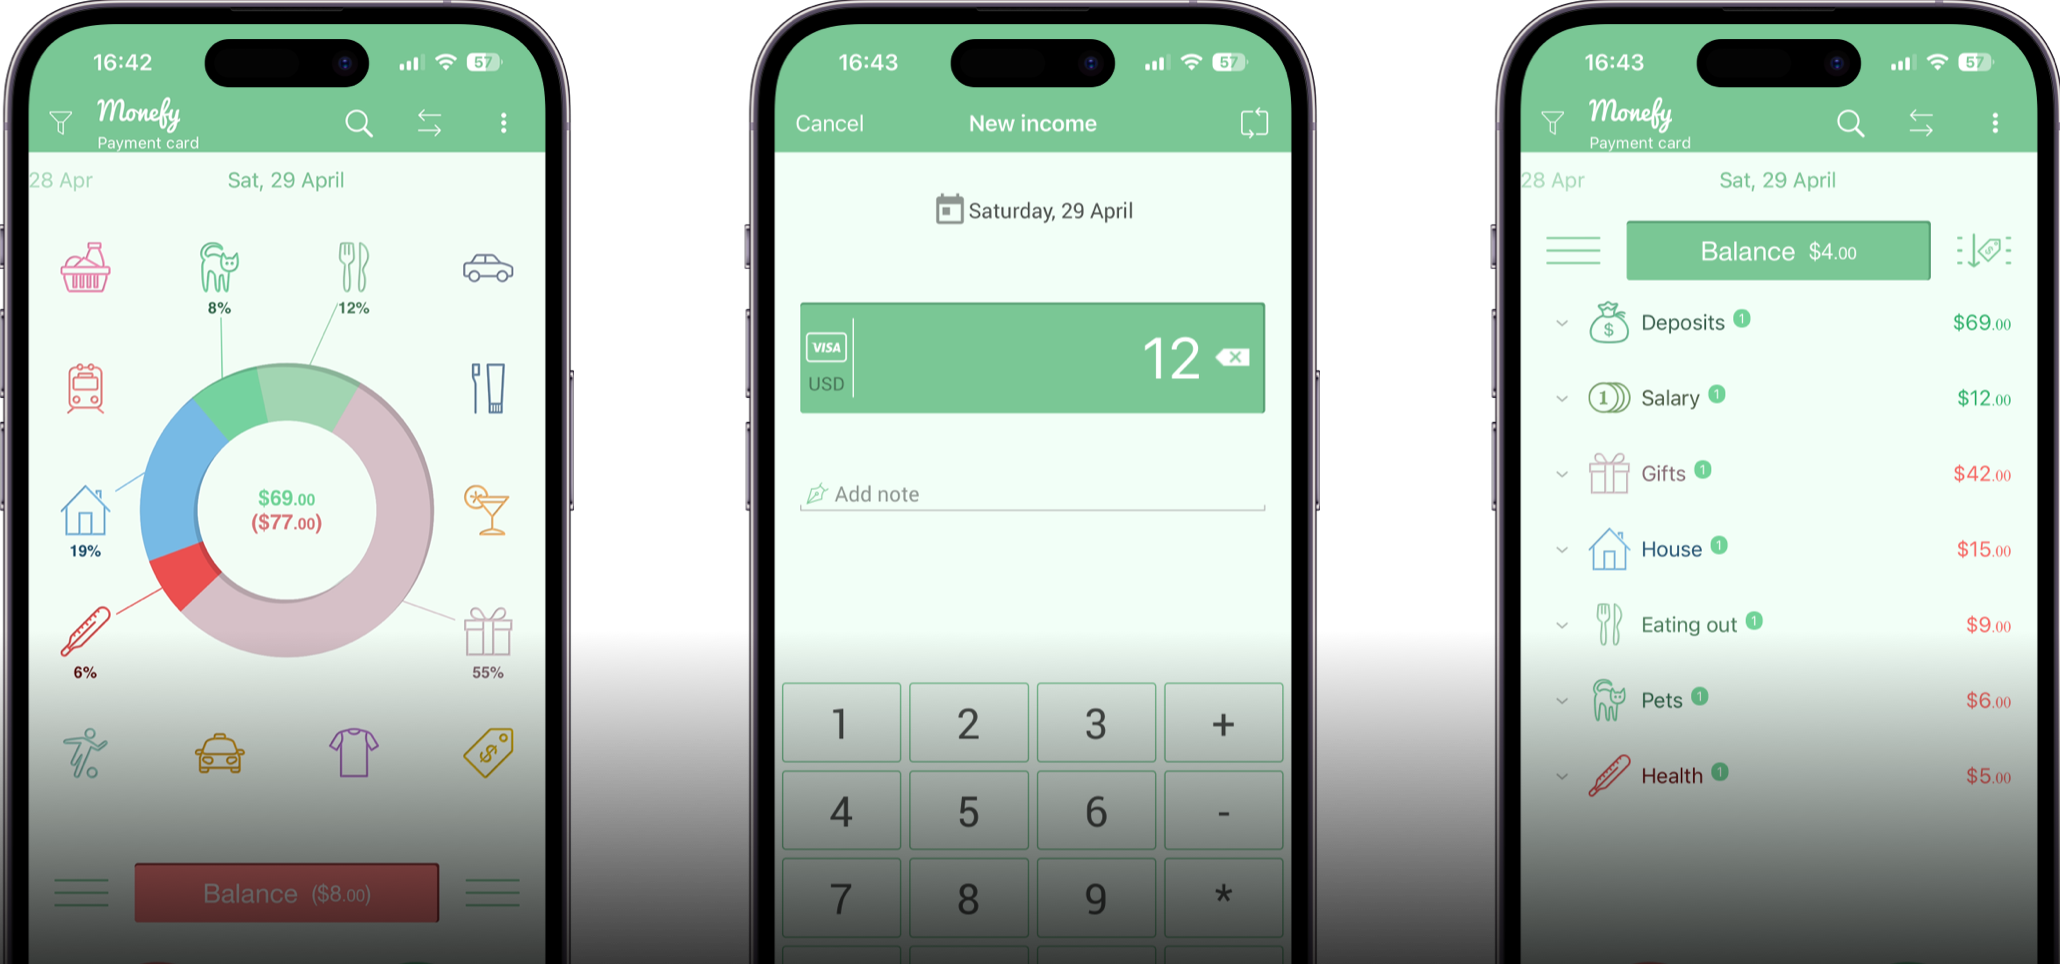 16:42
57
Monefy
Payment card
28 Apr
Sat, 29 April
8%
12%
$69.00
($77.00)
19%
6%
55%
Balance ($8.00)
16:43
57
Cancel
New income
Saturday, 29 April
VISA
USD
12
Add note
1 2 3 +
4 5 6 -
7 8 9 *
16:43
57
Monefy
Payment card
28 Apr
Sat, 29 April
Balance $4.00
Deposits 1 $69.00
Salary 1 $12.00
Gifts 1 $42.00
House 1 $15.00
Eating out 1 $9.00
Pets 1 $6.00
Health 1 $5.00